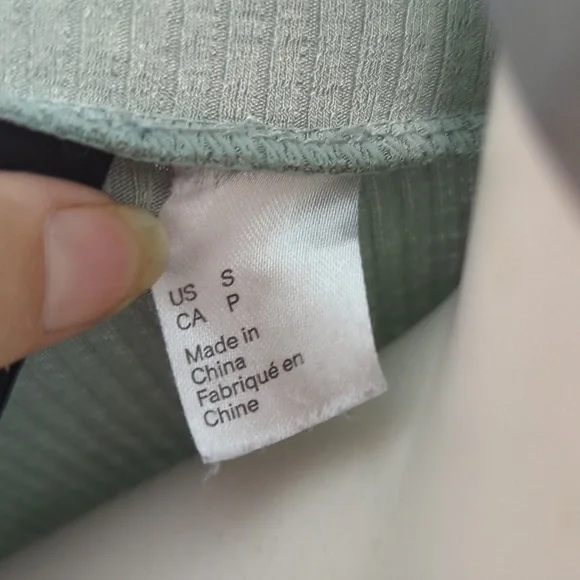 US S
CA P
Made in
China
Fabriqué en
Chine